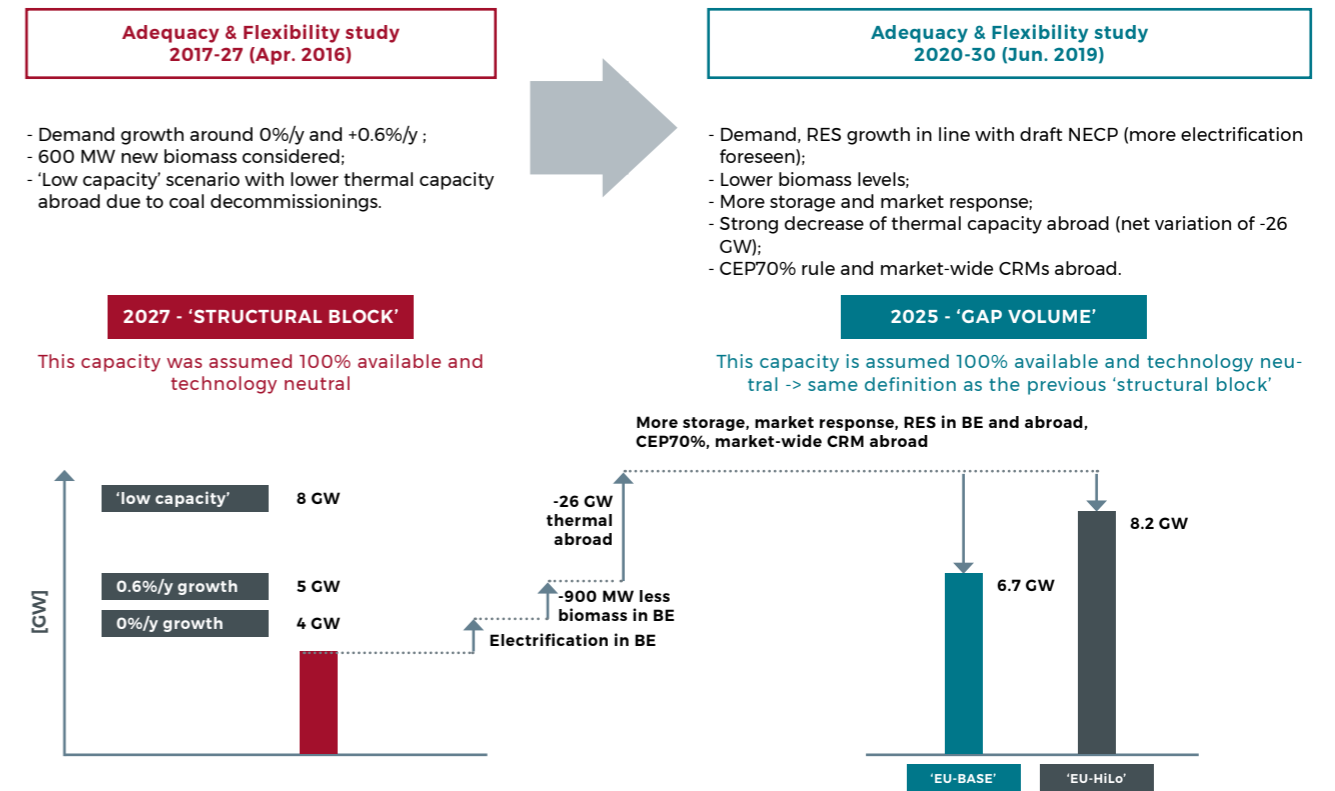 Adequacy & Flexibility study
2017-27 (Apr. 2016)
- Demand growth around 0%/y and +0.6%/y ;
- 600 MW new biomass considered;
- ‘Low capacity’ scenario with lower thermal capacity
abroad due to coal decommissionings.
2027 - ‘STRUCTURAL BLOCK’
This capacity was assumed 100% available and
technology neutral
Adequacy & Flexibility study
2020-30 (Jun. 2019)
- Demand, RES growth in line with draft NECP (more electrification
foreseen);
- Lower biomass levels;
- More storage and market response;
- Strong decrease of thermal capacity abroad (net variation of -26
GW);
- CEP70% rule and market-wide CRMs abroad.
2025 - ‘GAP VOLUME’
This capacity is assumed 100% available and technology neu-
tral -> same definition as the previous ‘structural block’
More storage, market response, RES in BE and abroad,
CEP70%, market-wide CRM abroad
[GW]
‘low capacity’ 8 GW
0.6%/y growth 5 GW
0%/y growth 4 GW
-26 GW
thermal
abroad
-900 MW less
biomass in BE
Electrification in BE
8.2 GW
6.7 GW
‘EU-BASE’
‘EU-HiLo’